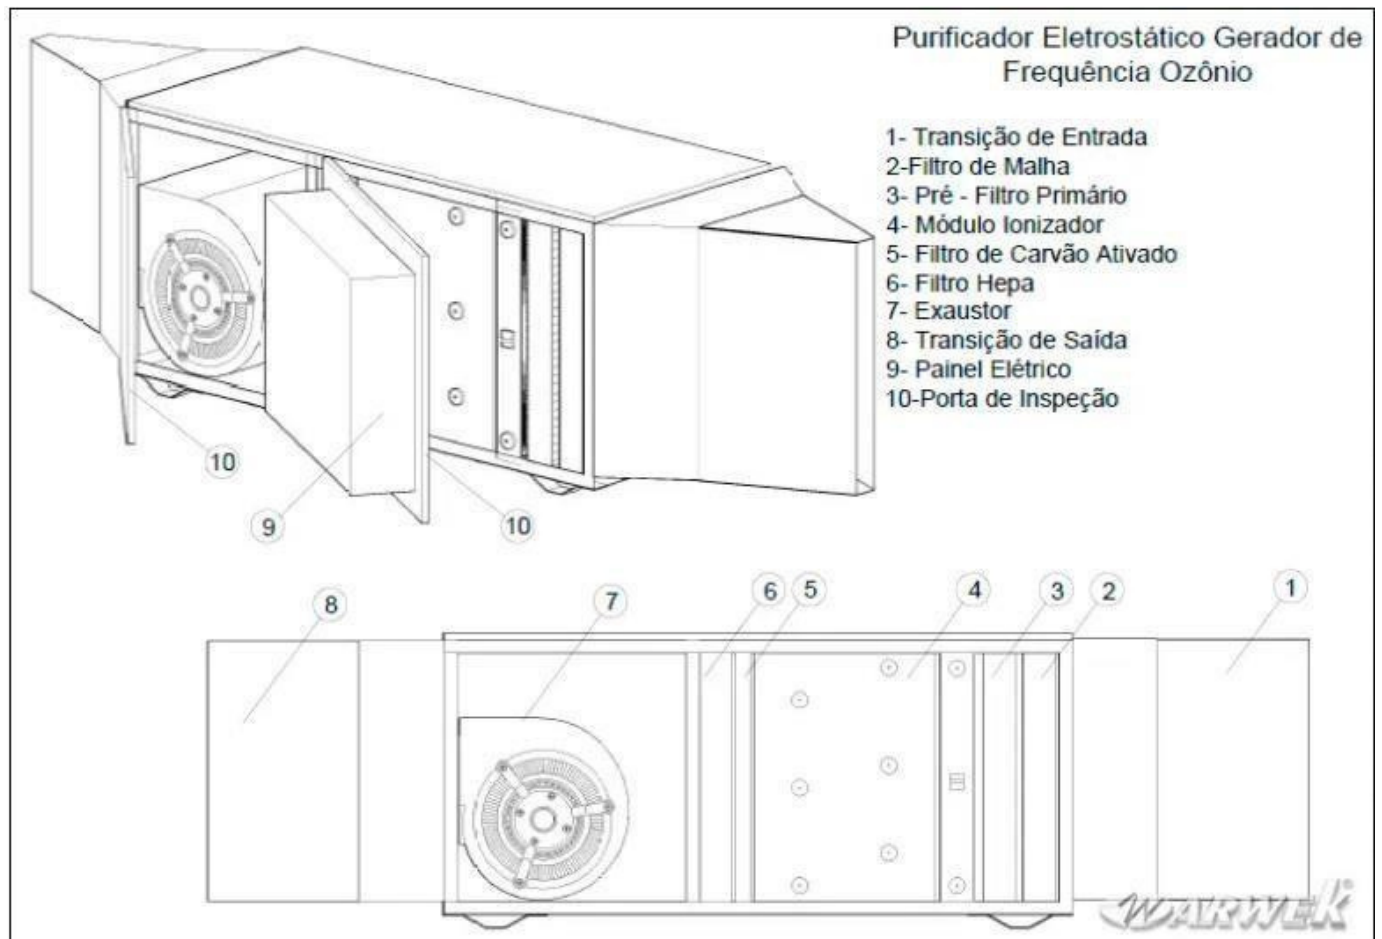 Purificador Eletrostático Gerador de
Frequência Ozônio
1- Transição de Entrada
2-Filtro de Malha
3- Pré - Filtro Primário
4- Módulo Ionizador
5- Filtro de Carvão Ativado
6- Filtro Hepa
7- Exaustor
8- Transição de Saída
9- Painel Elétrico
10-Porta de Inspeção
10
9
10
8
7
6
5
4
3
2
1
WARWEK®